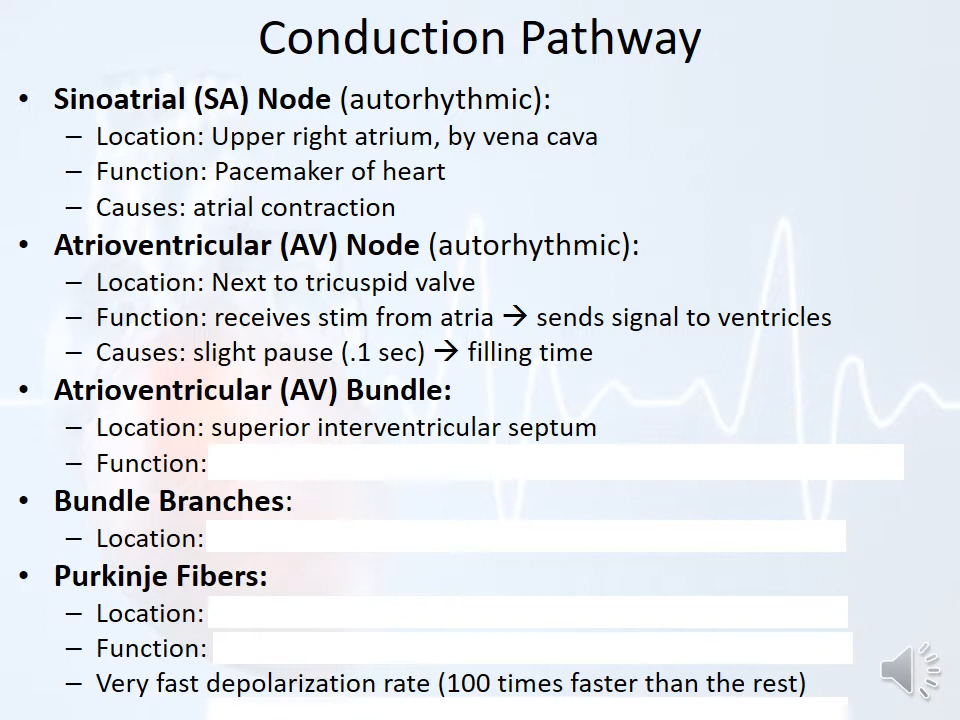 Conduction Pathway
• Sinoatrial (SA) Node (autorhythmic):
– Location: Upper right atrium, by vena cava
– Function: Pacemaker of heart
– Causes: atrial contraction
• Atrioventricular (AV) Node (autorhythmic):
– Location: Next to tricuspid valve
– Function: receives stim from atria → sends signal to ventricles
– Causes: slight pause (.1 sec) → filling time
• Atrioventricular (AV) Bundle:
– Location: superior interventricular septum
– Function:
• Bundle Branches:
– Location:
• Purkinje Fibers:
– Location:
– Function:
– Very fast depolarization rate (100 times faster than the rest)